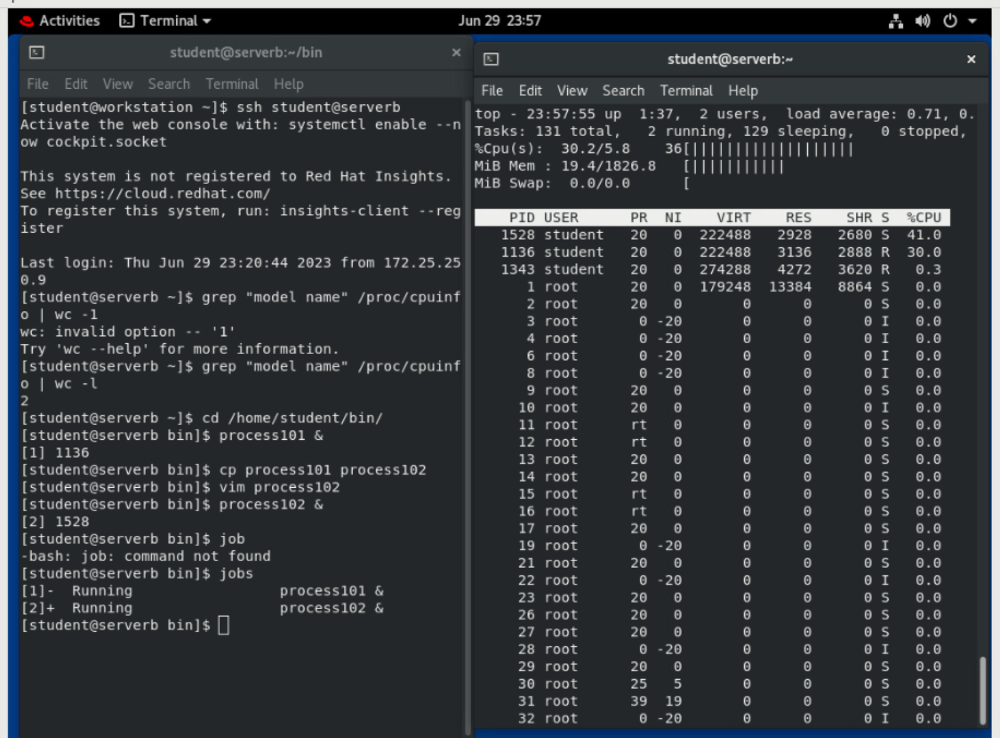 Activities Terminal Jun 29 23:57
student@serverb:~/bin ×
File Edit View Search Terminal Help
[student@workstation ~]$ ssh student@serverb
Activate the web console with: systemctl enable --n
ow cockpit.socket
This system is not registered to Red Hat Insights.
See https://cloud.redhat.com/
To register this system, run: insights-client --reg
ister
Last login: Thu Jun 29 23:20:44 2023 from 172.25.25
0.9
[student@serverb ~]$ grep "model name" /proc/cpuinf
o | wc -1
wc: invalid option -- '1'
Try 'wc --help' for more information.
[student@serverb ~]$ grep "model name" /proc/cpuinf
o | wc -l
2
[student@serverb ~]$ cd /home/student/bin/
[student@serverb bin]$ process101 &
[1] 1136
[student@serverb bin]$ cp process101 process102
[student@serverb bin]$ vim process102
[student@serverb bin]$ process102 &
[2] 1528
[student@serverb bin]$ job
-bash: job: command not found
[student@serverb bin]$ jobs
[1]-  Running                 process101 &
[2]+  Running                 process102 &
[student@serverb bin]$
student@serverb:~ ×
File Edit View Search Terminal Help
top - 23:57:55 up  1:37,  2 users,  load average: 0.71, 0.
Tasks: 131 total,   2 running, 129 sleeping,   0 stopped,
%Cpu(s):  30.2/5.8    36[|||||||||||||||||||
MiB Mem : 19.4/1826.8   [|||||||||||
MiB Swap:  0.0/0.0      [
PID USER PR NI VIRT RES SHR S %CPU
1528 student 20 0 222488 2928 2680 S 41.0
1136 student 20 0 222488 3136 2888 R 30.0
1343 student 20 0 274288 4272 3620 R 0.3
1 root 20 0 179248 13384 8864 S 0.0
2 root 20 0 0 0 0 S 0.0
3 root 0 -20 0 0 0 I 0.0
4 root 0 -20 0 0 0 I 0.0
6 root 0 -20 0 0 0 I 0.0
8 root 0 -20 0 0 0 I 0.0
9 root 20 0 0 0 0 S 0.0
10 root 20 0 0 0 0 I 0.0
11 root rt 0 0 0 0 S 0.0
12 root rt 0 0 0 0 S 0.0
13 root 20 0 0 0 0 S 0.0
14 root 20 0 0 0 0 S 0.0
15 root rt 0 0 0 0 S 0.0
16 root rt 0 0 0 0 S 0.0
17 root 20 0 0 0 0 S 0.0
19 root 0 -20 0 0 0 I 0.0
21 root 20 0 0 0 0 S 0.0
22 root 0 -20 0 0 0 I 0.0
23 root 20 0 0 0 0 S 0.0
26 root 20 0 0 0 0 S 0.0
27 root 20 0 0 0 0 S 0.0
28 root 0 -20 0 0 0 I 0.0
29 root 20 0 0 0 0 S 0.0
30 root 25 5 0 0 0 S 0.0
31 root 39 19 0 0 0 S 0.0
32 root 0 -20 0 0 0 I 0.0